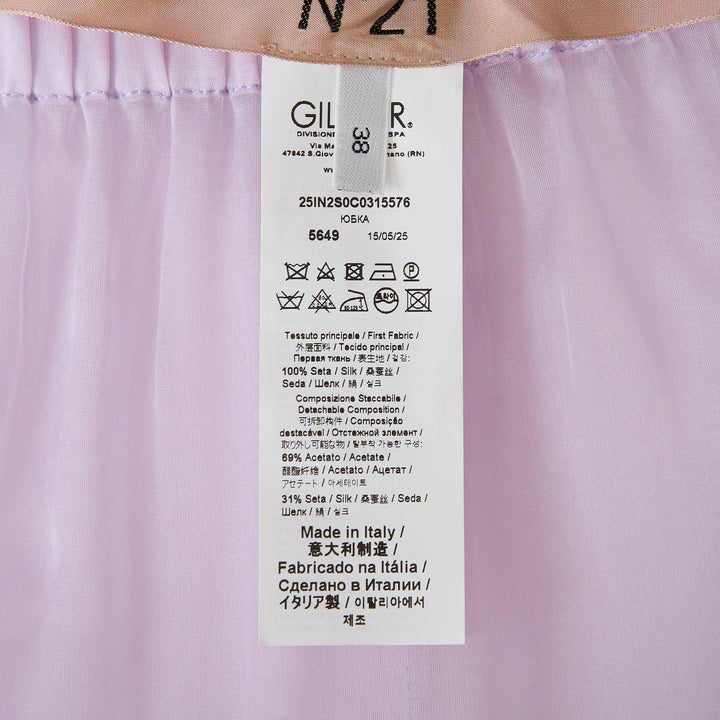 N°21
38
DIVISIONE SPA
Via 25
47842 S.Giov (RN)
25IN2S0C0315576
ЮБКА
5649 15/05/25
Tessuto principale / First Fabric /
外层面料 / Tecido principal /
Первая ткань / 表生地 / 겉감:
100% Seta / Silk / 桑蚕丝 /
Seda / Шелк / 絹 / 실크
Composizione Staccabile /
Detachable Composition /
可拆卸构件 / Composição
destacável / Отстежной элемент /
取り外し可能な物 / 탈부착 가능한 구성:
69% Acetato / Acetate /
醋酯纤维 / Acetato / Ацетат /
アセテート / 아세테이트
31% Seta / Silk / 桑蚕丝 / Seda /
Шелк / 絹 / 실크
Made in Italy /
意大利制造 /
Fabricado na Itália /
Сделано в Италии /
イタリア製 / 이탈리아에서
제조